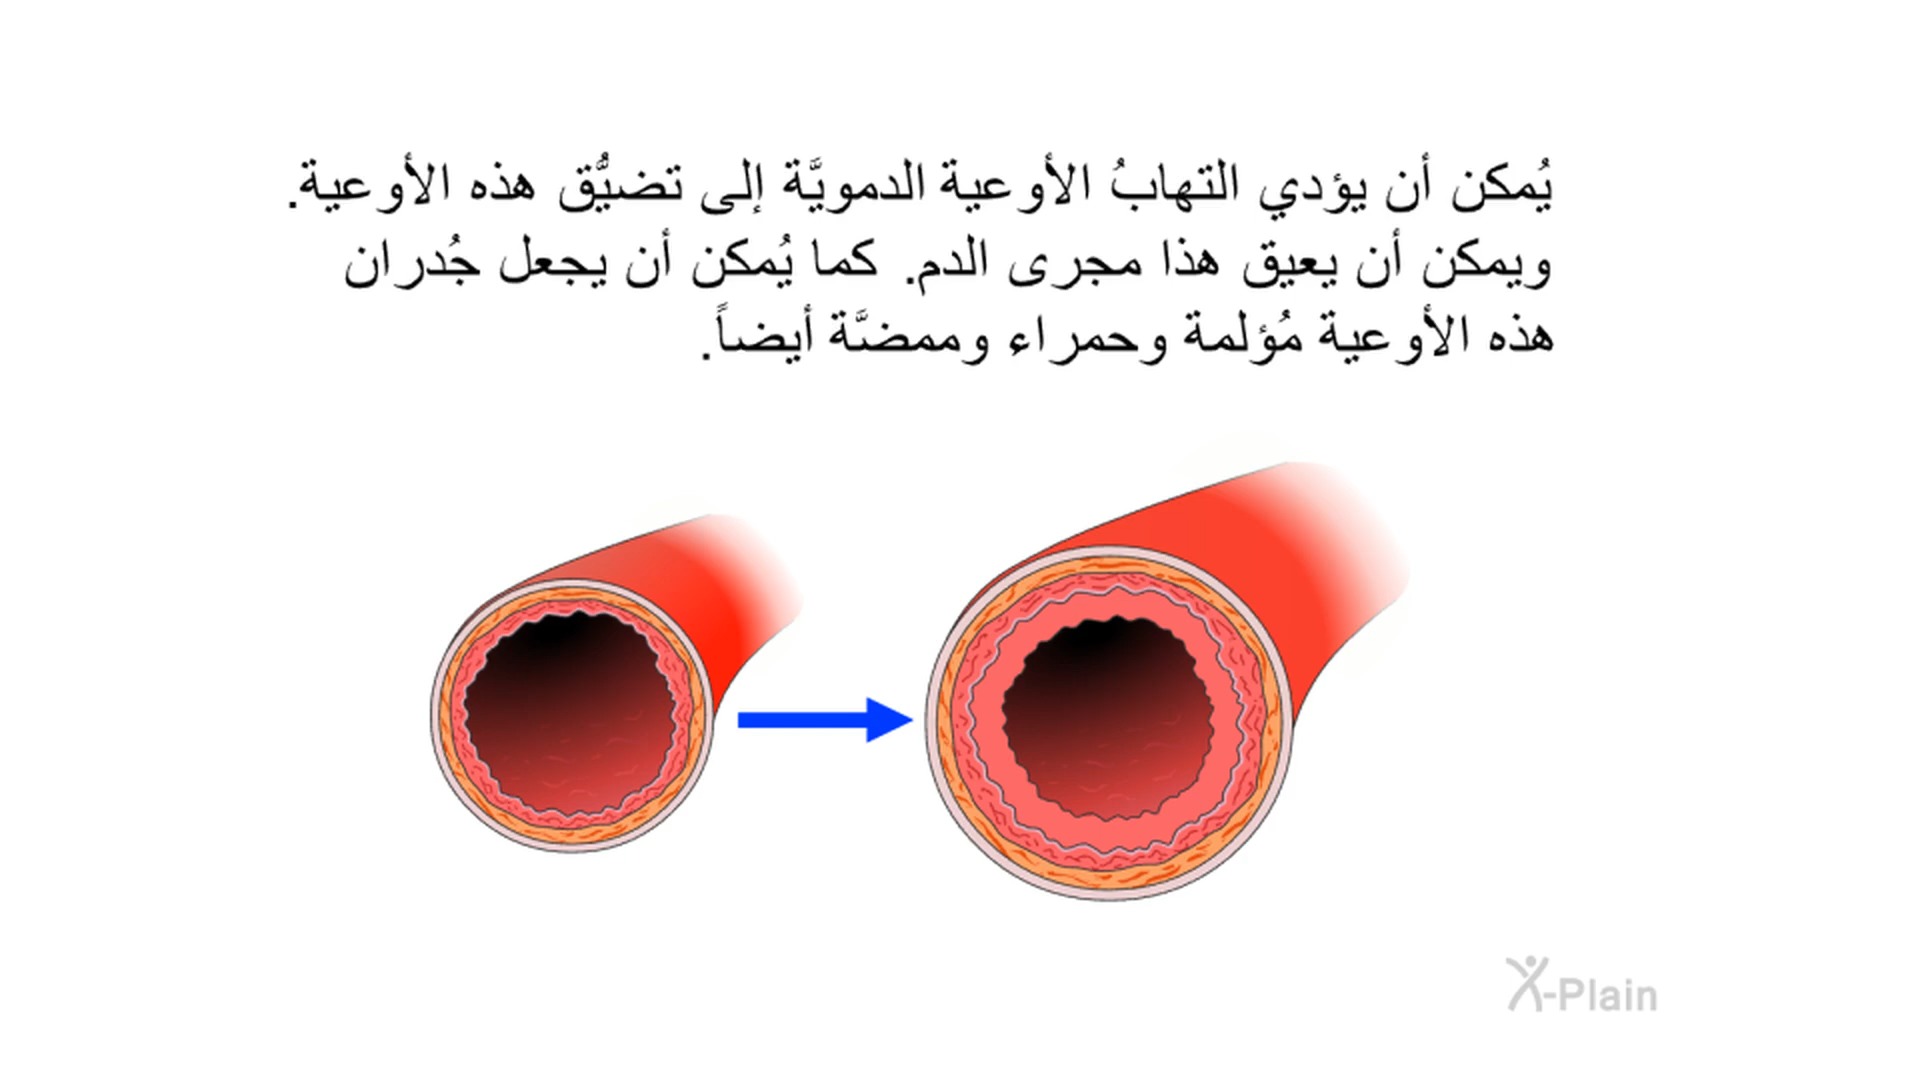 يُمكن أن يؤدي التهابُ الأوعية الدمويَّة إلى تضيُّق هذه الأوعية.
ويمكن أن يعيق هذا مجرى الدم. كما يُمكن أن يجعل جُدران
هذه الأوعية مُؤلمة وحمراء وممضَّة أيضاً.
X-Plain